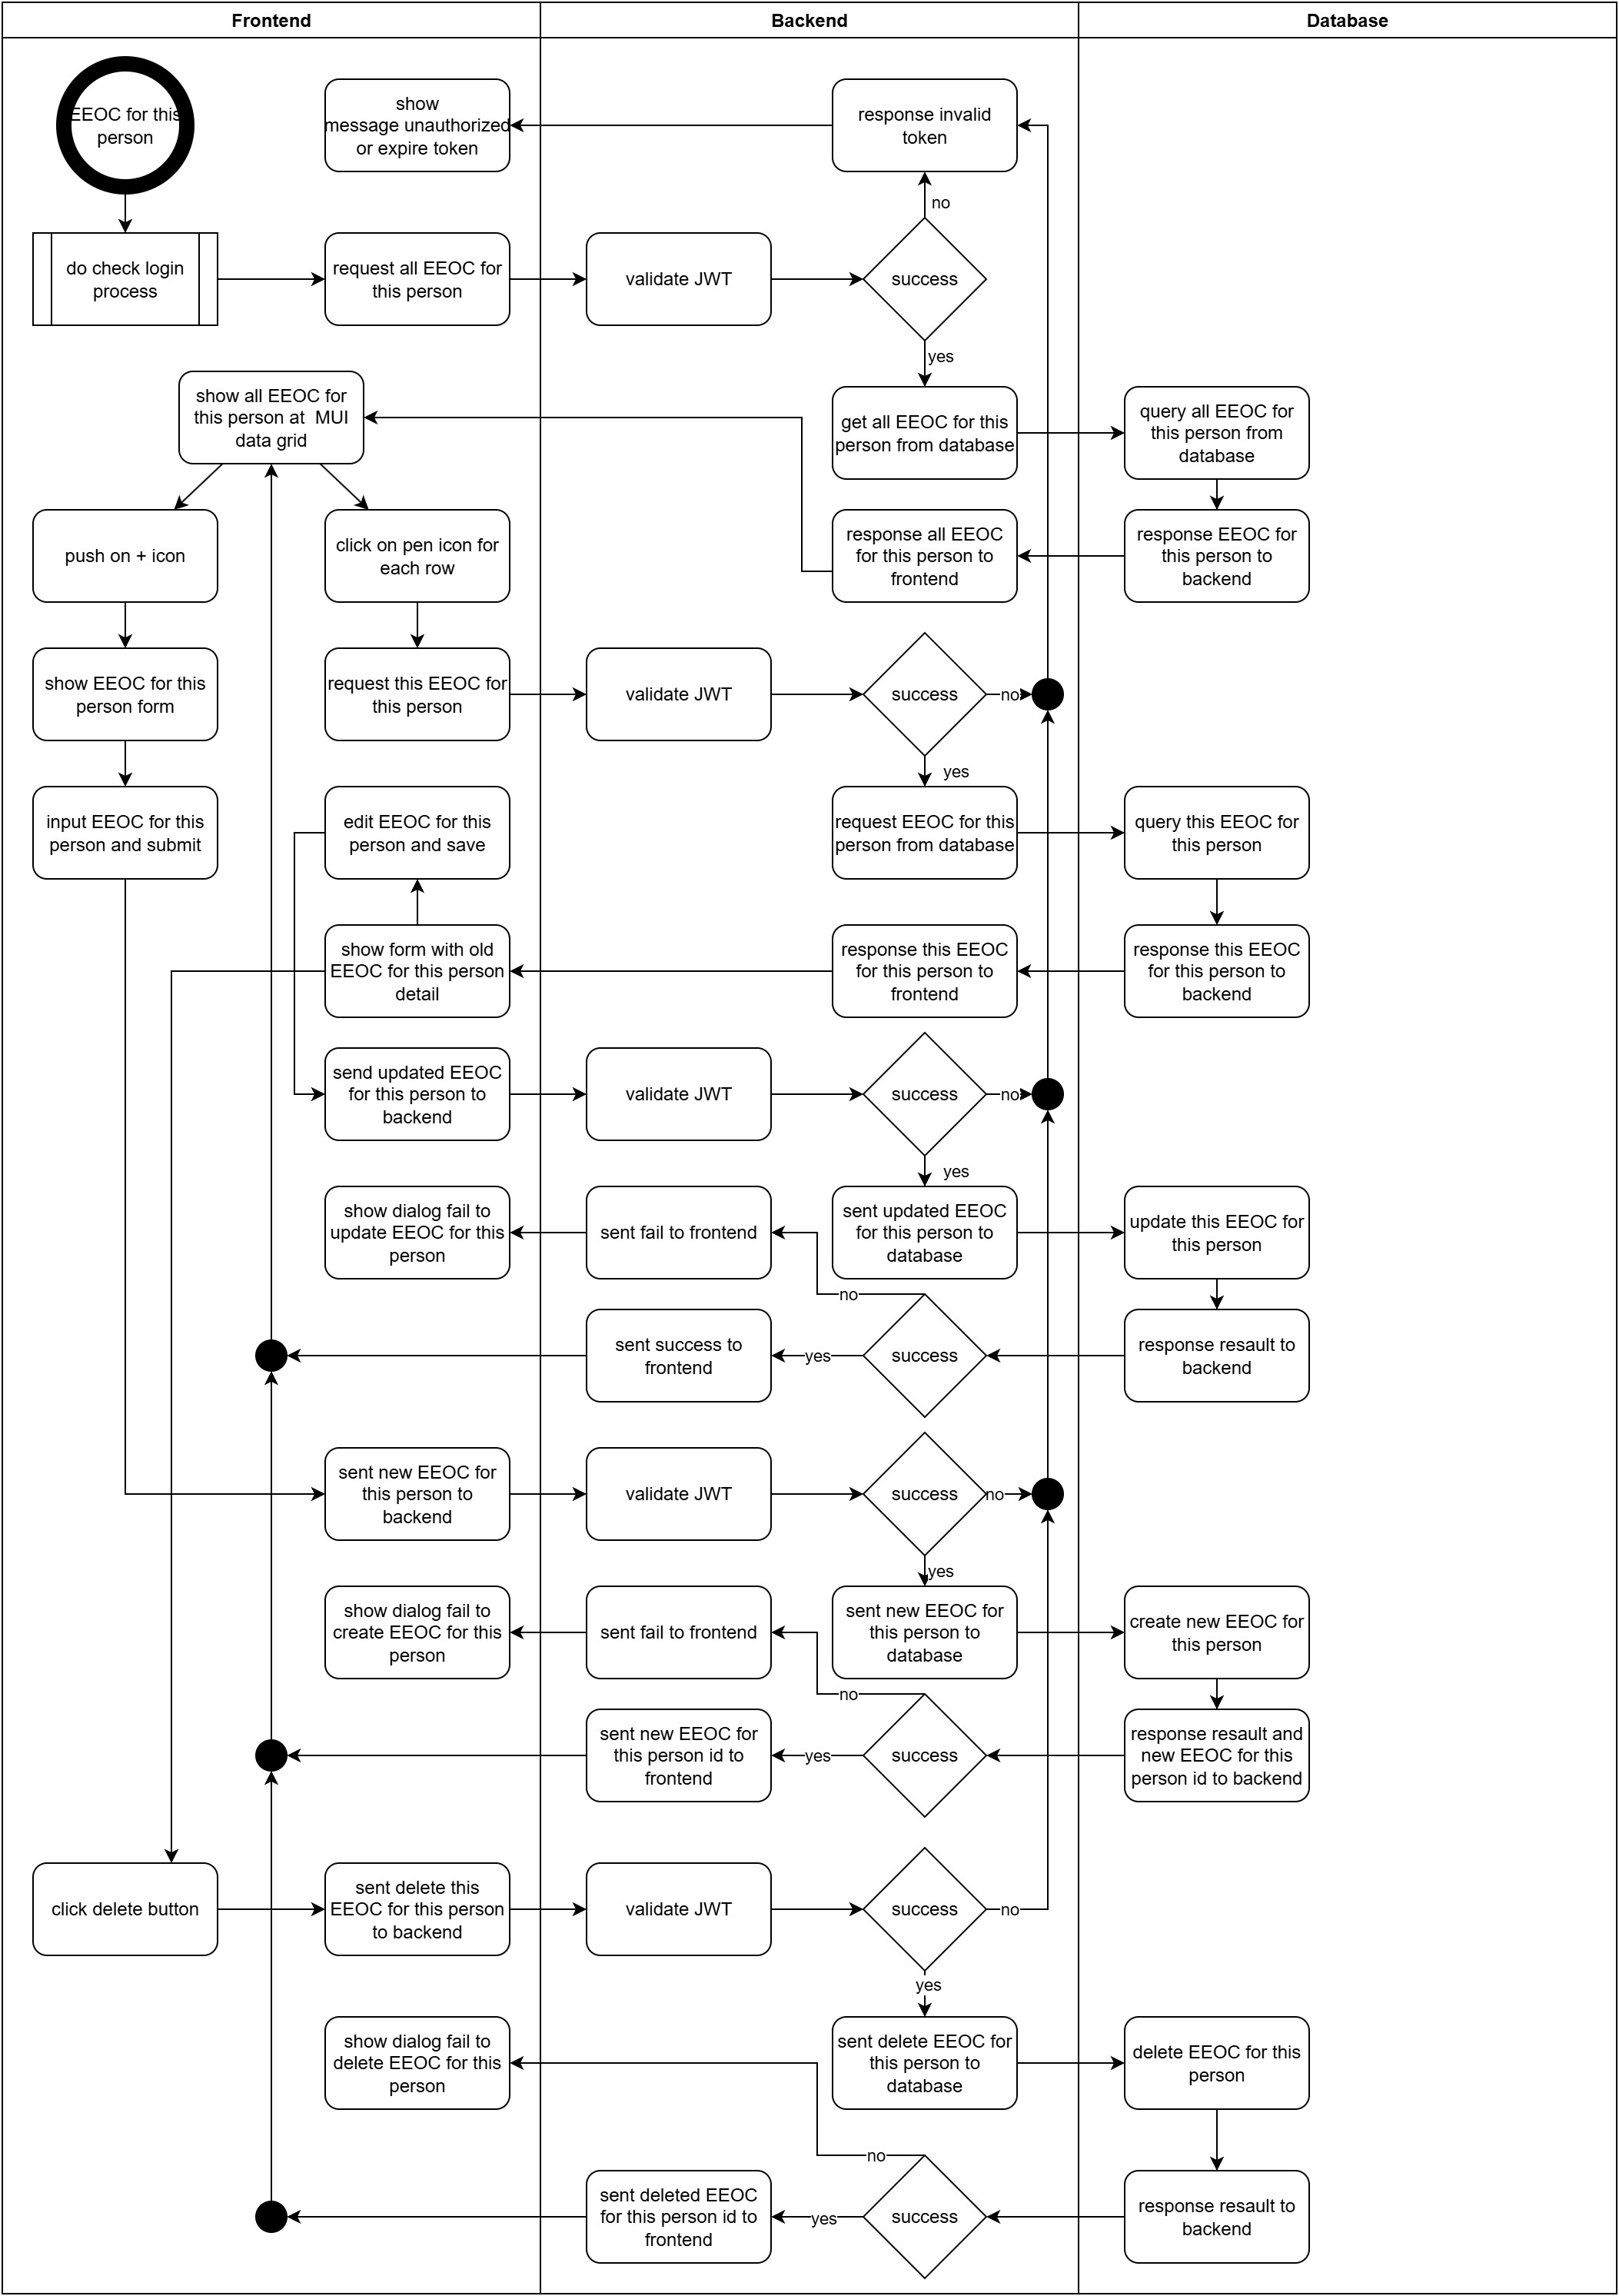 Frontend
Backend
Database
EEOC for this
person
show
message unauthorized
or expire token
response invalid
token
no
do check login
process
request all EEOC for
this person
validate JWT
success
yes
show all EEOC for
this person at  MUI
data grid
get all EEOC for this
person from database
query all EEOC for
this person from
database
push on + icon
click on pen icon for
each row
response all EEOC
for this person to
frontend
response EEOC for
this person to
backend
show EEOC for this
person form
request this EEOC for
this person
validate JWT
success
no
yes
input EEOC for this
person and submit
edit EEOC for this
person and save
request EEOC for this
person from database
query this EEOC for
this person
show form with old
EEOC for this person
detail
response this EEOC
for this person to
frontend
response this EEOC
for this person to
backend
send updated EEOC
for this person to
backend
validate JWT
success
no
yes
show dialog fail to
update EEOC for this
person
sent fail to frontend
sent updated EEOC
for this person to
database
update this EEOC for
this person
no
sent success to
frontend
yes
success
response resault to
backend
sent new EEOC for
this person to
backend
validate JWT
success
no
yes
show dialog fail to
create EEOC for this
person
sent fail to frontend
sent new EEOC for
this person to
database
create new EEOC for
this person
no
sent new EEOC for
this person id to
frontend
yes
success
response resault and
new EEOC for this
person id to backend
click delete button
sent delete this
EEOC for this person
to backend
validate JWT
success
no
yes
show dialog fail to
delete EEOC for this
person
sent delete EEOC for
this person to
database
delete EEOC for this
person
no
sent deleted EEOC
for this person id to
frontend
yes
success
response resault to
backend